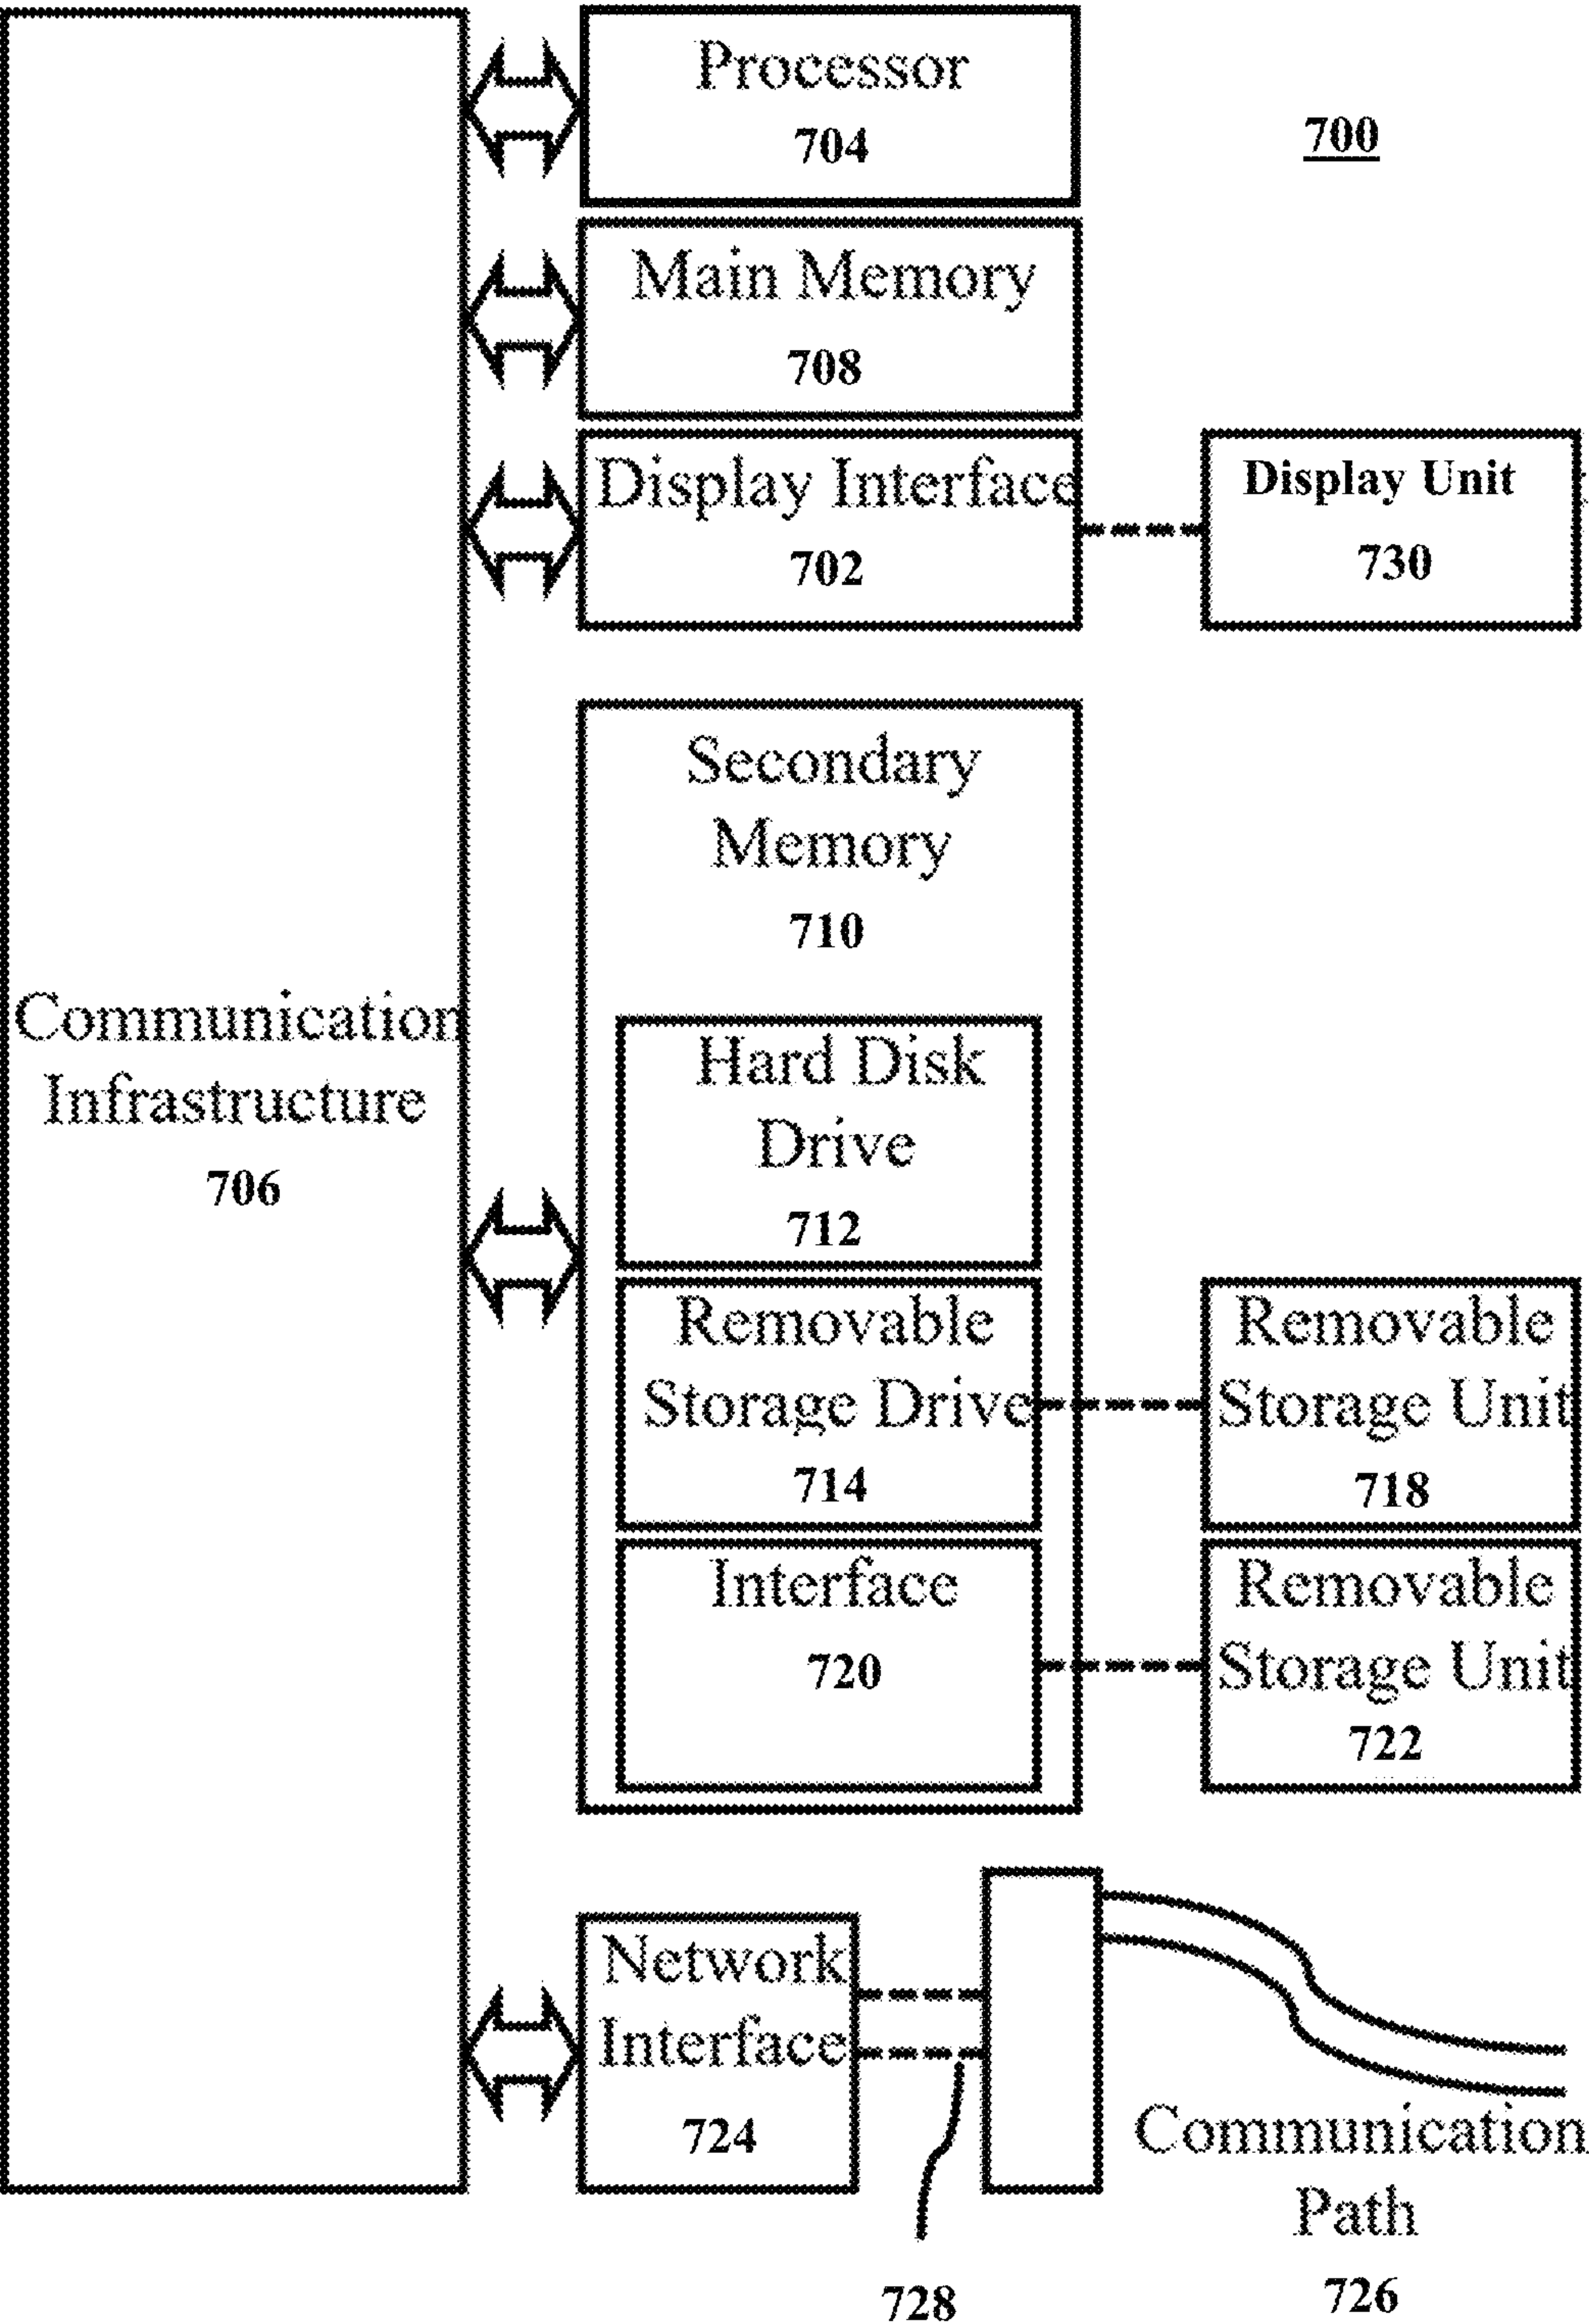 Processor
704
700
Main Memory
708
Display Interface
702
Display Unit
730
Secondary
Memory
710
Communication
Infrastructure
706
Hard Disk
Drive
712
Removable
Storage Drive
714
Removable
Storage Unit
718
Interface
720
Removable
Storage Unit
722
Network
Interface
724
728
Communication
Path
726